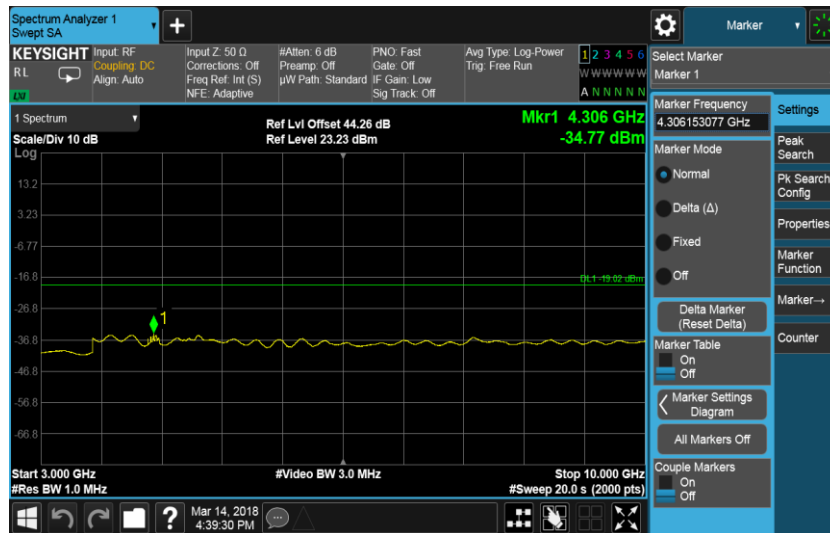 Spectrum Analyzer 1
Swept SA
+
Marker
KEYSIGHT
RL
LXI
Input: RF
Coupling: DC
Align: Auto
Input Z: 50 Ω
Corrections: Off
Freq Ref: Int (S)
NFE: Adaptive
#Atten: 6 dB
Preamp: Off
µW Path: Standard
PNO: Fast
Gate: Off
IF Gain: Low
Sig Track: Off
Avg Type: Log-Power
Trig: Free Run
1 2 3 4 5 6
W W W W W W
A N N N N N
Select Marker
Marker 1
1 Spectrum
Scale/Div 10 dB
Log
Ref Lvl Offset 44.26 dB
Ref Level 23.23 dBm
Mkr1 4.306 GHz
-34.77 dBm
13.2
3.23
-6.77
-16.8
-26.8
-36.8
-46.8
-56.8
-66.8
DL1 -19.02 dBm
1
Start 3.000 GHz
#Res BW 1.0 MHz
#Video BW 3.0 MHz
Stop 10.000 GHz
#Sweep 20.0 s (2000 pts)
Marker Frequency
4.306153077 GHz
Marker Mode
Normal
Delta (Δ)
Fixed
Off
Delta Marker
(Reset Delta)
Marker Table
On
Off
Marker Settings
Diagram
All Markers Off
Couple Markers
On
Off
Settings
Peak
Search
Pk Search
Config
Properties
Marker
Function
Marker→
Counter
?
Mar 14, 2018
4:39:30 PM